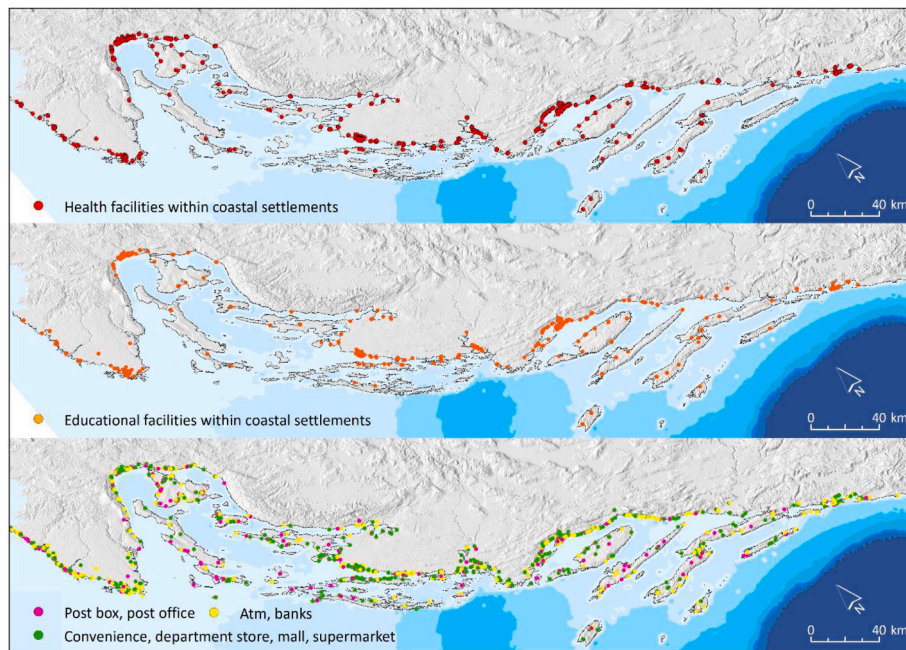 Health facilities within coastal settlements
N
0 40 km
Educational facilities within coastal settlements
N
0 40 km
Post box, post office Atm, banks
Convenience, department store, mall, supermarket
N
0 40 km